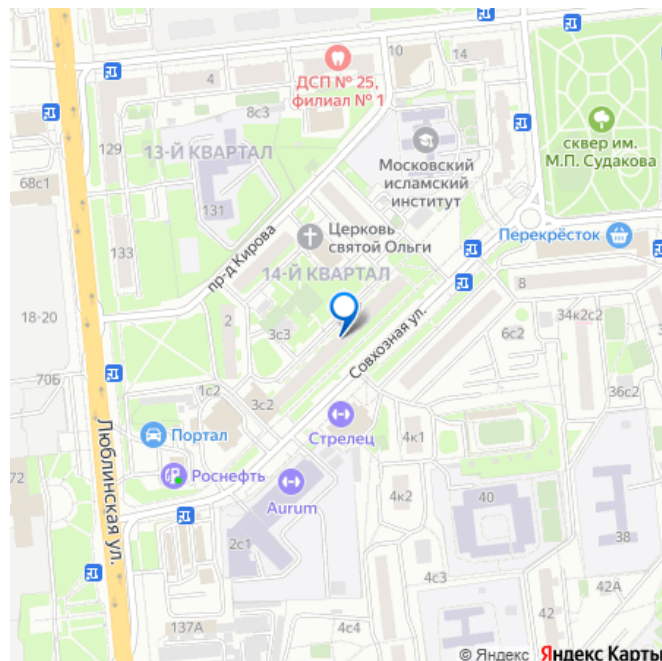 10
14
4
ДСП № 25,
филиал № 1
8с3
129
13-Й КВАРТАЛ
Московский
исламский
институт
сквер им.
М.П. Судакова
68с1
131
133
пр-д Кирова
Церковь
святой Ольги
Перекрёсток
14-Й КВАРТАЛ
8
18-20
2
3с3
Совхозная ул.
34к2с2
6с2
70Б
1с2
3с2
36с2
Портал
Стрелец
4к1
Люблинская ул.
72
Роснефть
Aurum
4к2
40
2с1
38
4с3
42А
42
137А
4с4
© Яндекс Яндекс Карты